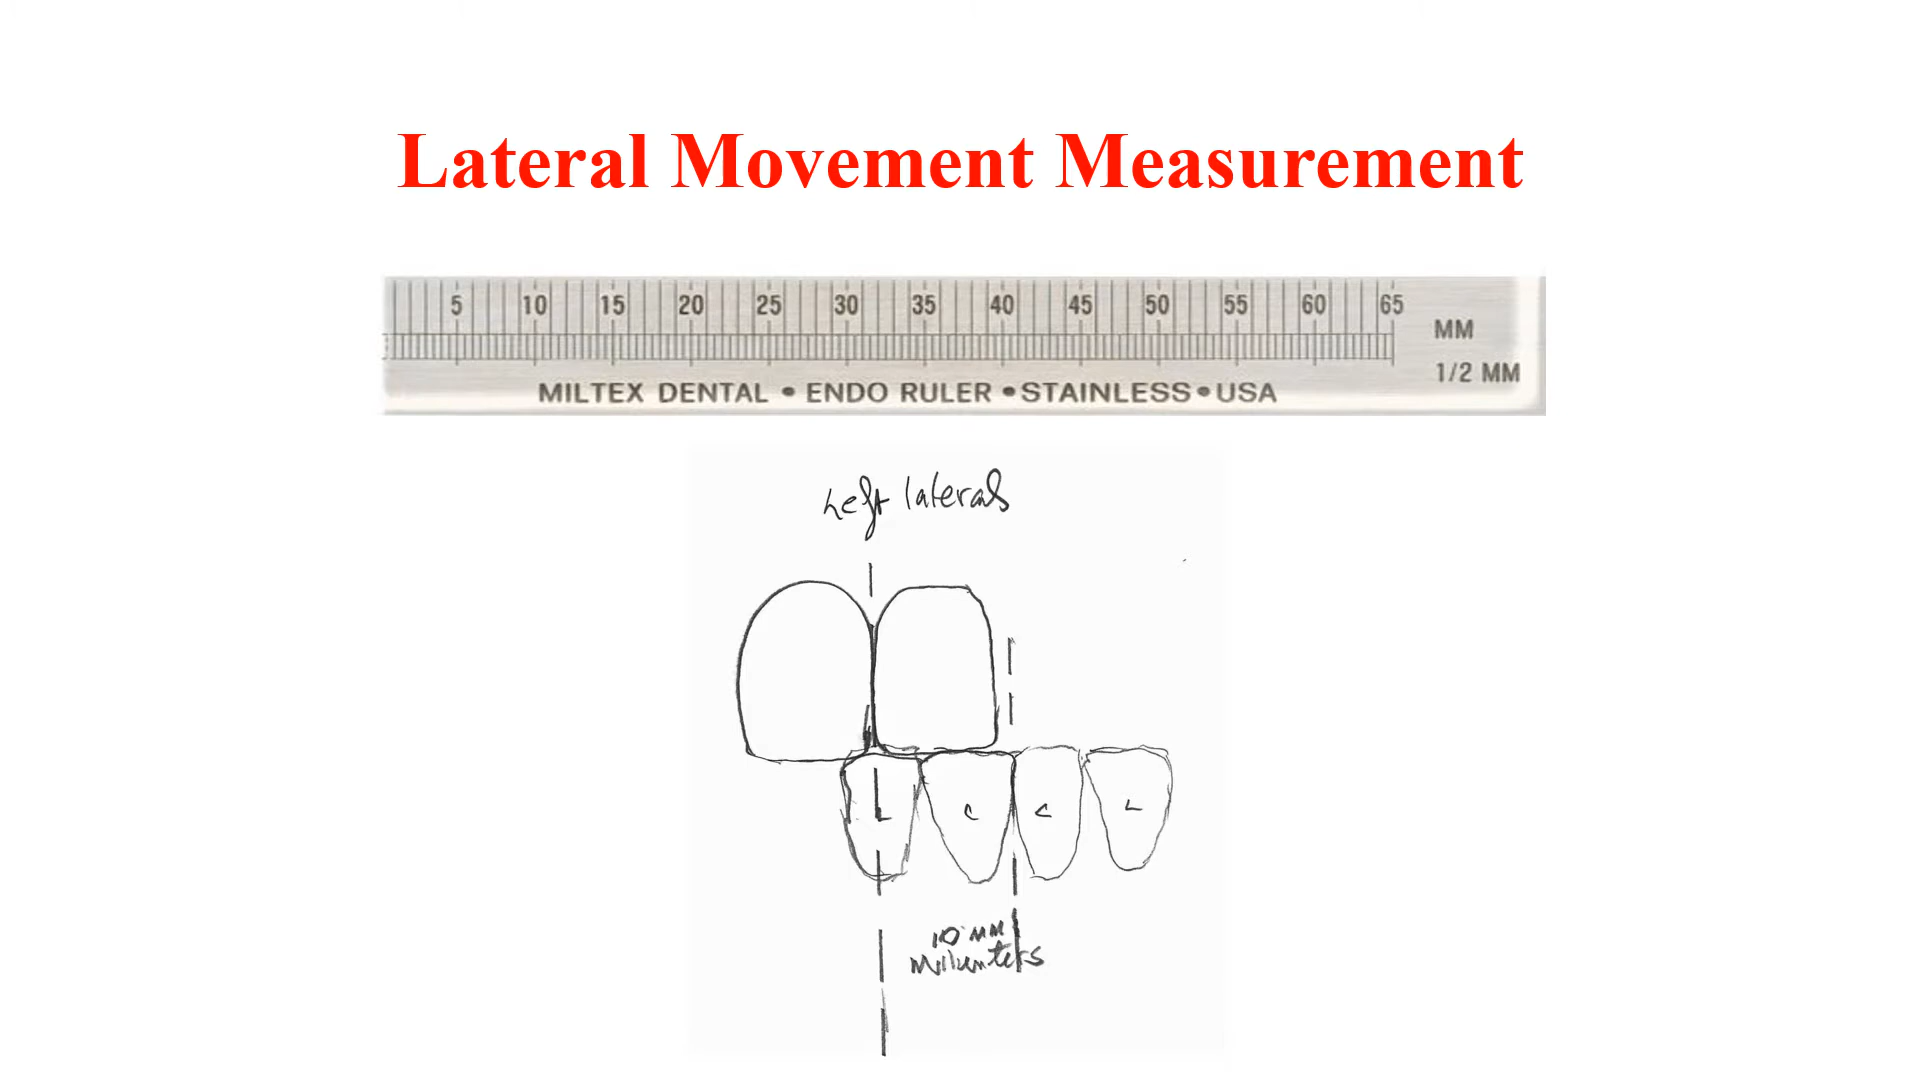 Lateral Movement Measurement
5 10 15 20 25 30 35 40 45 50 55 60 65
MM
1/2 MM
MILTEX DENTAL • ENDO RULER • STAINLESS • USA
Left laterals
L C C L
10 MM